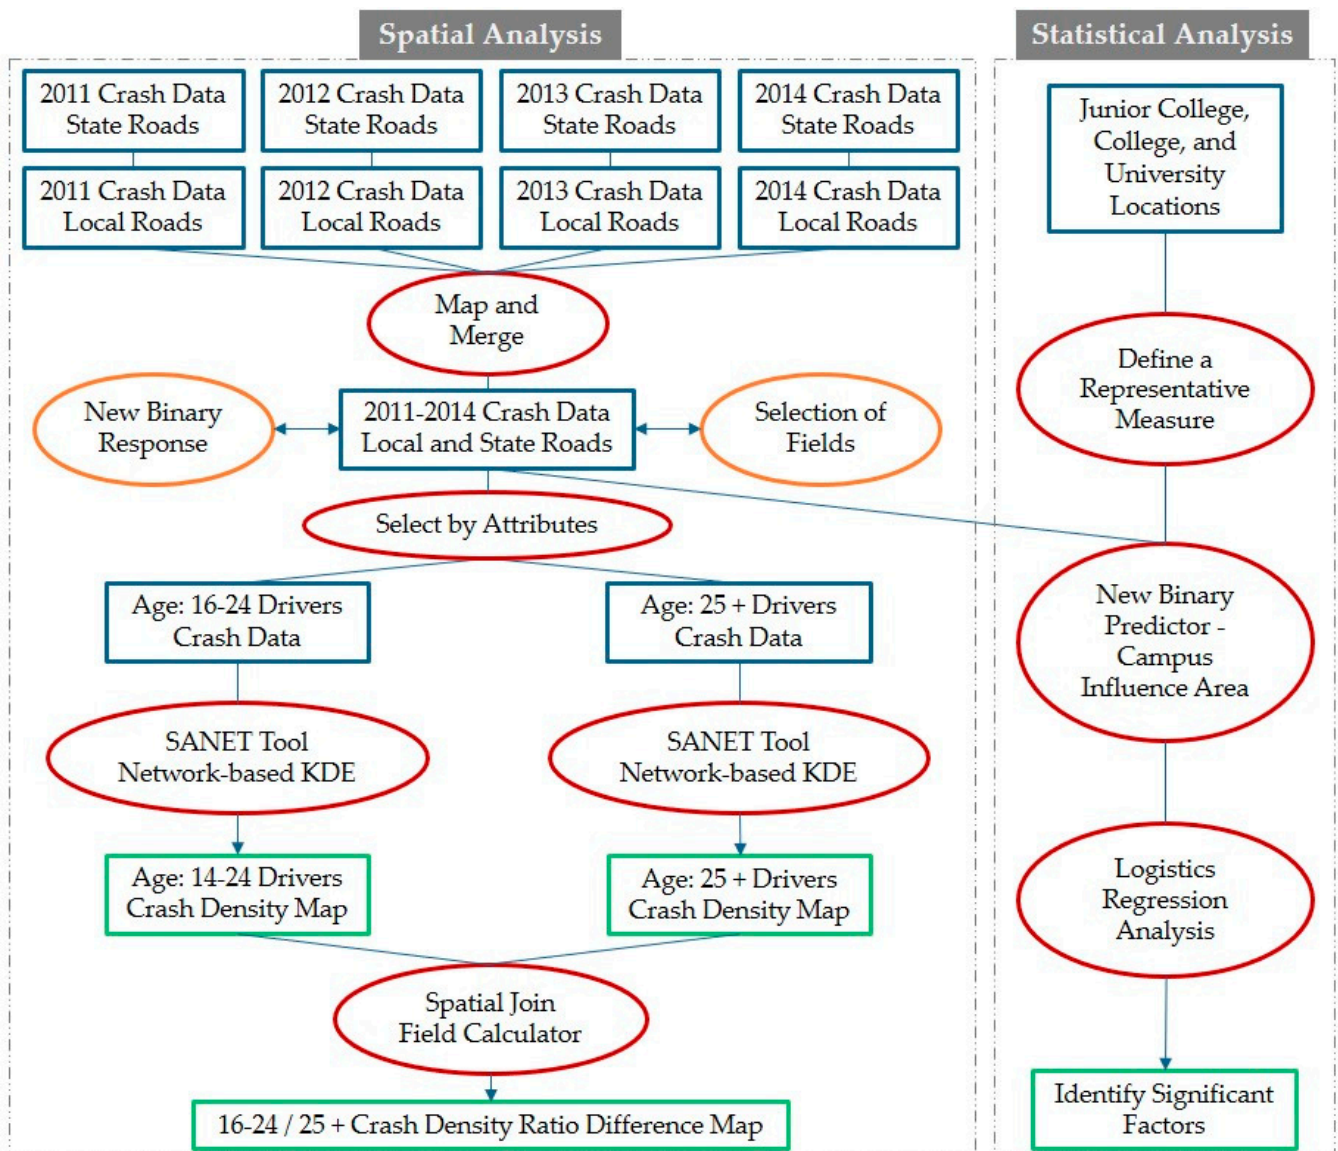 Spatial Analysis
Statistical Analysis
2011 Crash Data
State Roads
2012 Crash Data
State Roads
2013 Crash Data
State Roads
2014 Crash Data
State Roads
Junior College,
College, and
University
Locations
2011 Crash Data
Local Roads
2012 Crash Data
Local Roads
2013 Crash Data
Local Roads
2014 Crash Data
Local Roads
Map and
Merge
Define a
Representative
Measure
New Binary
Response
2011-2014 Crash Data
Local and State Roads
Selection of
Fields
Select by Attributes
Age: 16-24 Drivers
Crash Data
Age: 25 + Drivers
Crash Data
New Binary
Predictor -
Campus
Influence Area
SANET Tool
Network-based KDE
SANET Tool
Network-based KDE
Age: 14-24 Drivers
Crash Density Map
Age: 25 + Drivers
Crash Density Map
Logistics
Regression
Analysis
Spatial Join
Field Calculator
16-24 / 25 + Crash Density Ratio Difference Map
Identify Significant
Factors